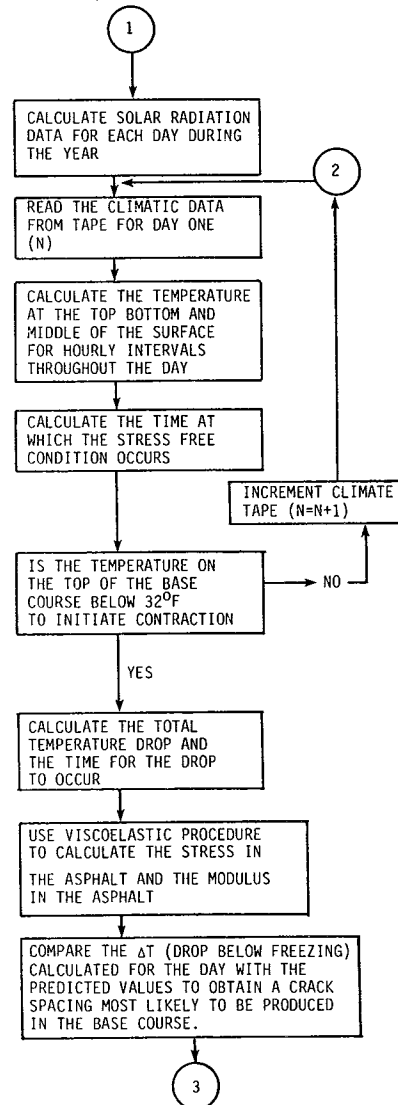 1
CALCULATE SOLAR RADIATION
DATA FOR EACH DAY DURING
THE YEAR
2
READ THE CLIMATIC DATA
FROM TAPE FOR DAY ONE
(N)
CALCULATE THE TEMPERATURE
AT THE TOP BOTTOM AND
MIDDLE OF THE SURFACE
FOR HOURLY INTERVALS
THROUGHOUT THE DAY
CALCULATE THE TIME AT
WHICH THE STRESS FREE
CONDITION OCCURS
INCREMENT CLIMATE
TAPE (N=N+1)
IS THE TEMPERATURE ON
THE TOP OF THE BASE
COURSE BELOW 32⁰F
TO INITIATE CONTRACTION
NO
YES
CALCULATE THE TOTAL
TEMPERATURE DROP AND
THE TIME FOR THE DROP
TO OCCUR
USE VISCOELASTIC PROCEDURE
TO CALCULATE THE STRESS IN
THE ASPHALT AND THE MODULUS
IN THE ASPHALT
COMPARE THE ΔT (DROP BELOW FREEZING)
CALCULATED FOR THE DAY WITH THE
PREDICTED VALUES TO OBTAIN A CRACK
SPACING MOST LIKELY TO BE PRODUCED
IN THE BASE COURSE.
3